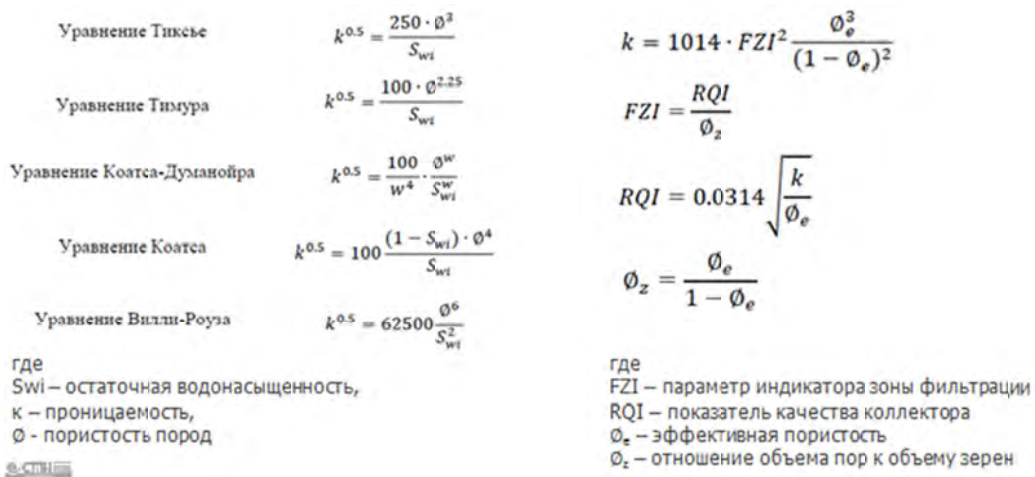 Уравнение Тиксье k^0.5 = 250 · Ø^3 / S_wi
Уравнение Тимура k^0.5 = 100 · Ø^2.25 / S_wi
Уравнение Коатса-Думанойра k^0.5 = 100 / w^4 · Ø^w / S_wi^w
Уравнение Коатса k^0.5 = 100 (1 − S_wi) · Ø^4 / S_wi
Уравнение Вилли-Роуза k^0.5 = 62500 Ø^6 / S_wi^2
где
Swi – остаточная водонасыщенность,
к – проницаемость,
Ø - пористость пород
k = 1014 · FZI^2 Ø_e^3 / (1 − Ø_e)^2
FZI = RQI / Ø_z
RQI = 0.0314 √(k / Ø_e)
Ø_z = Ø_e / (1 − Ø_e)
где
FZI – параметр индикатора зоны фильтрации
RQI – показатель качества коллектора
Ø_e – эффективная пористость
Ø_z – отношение объема пор к объему зерен